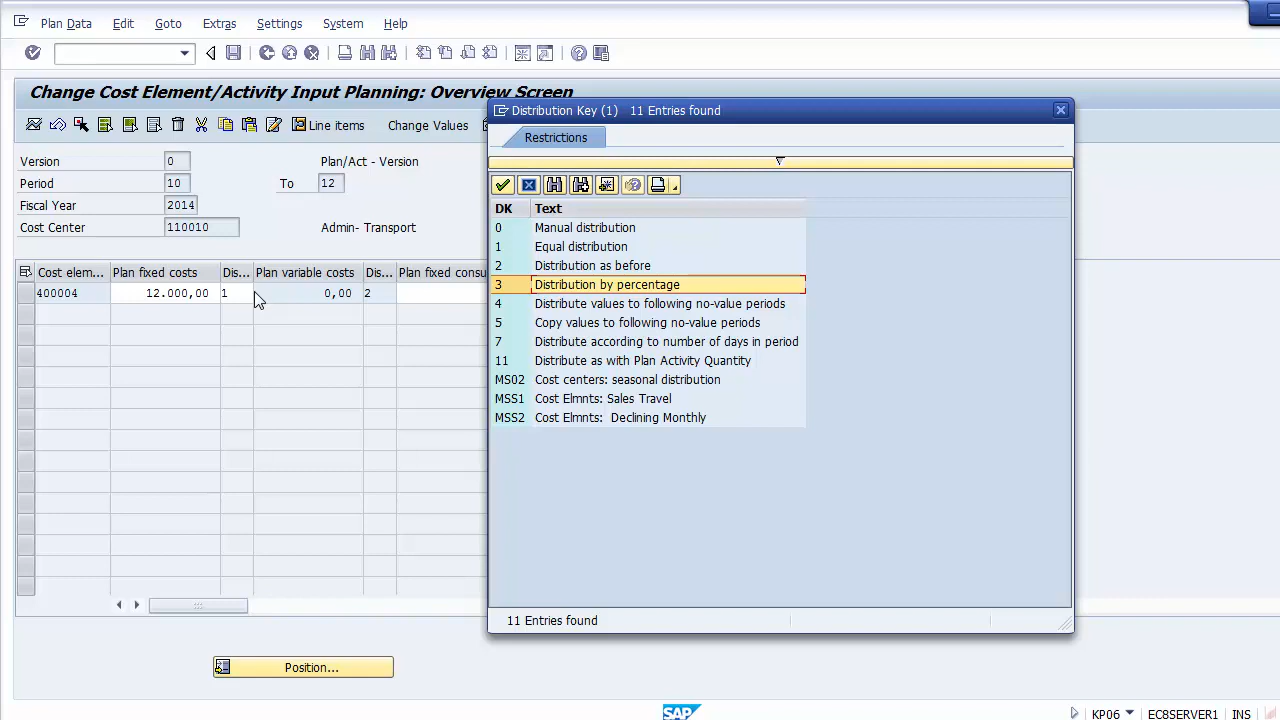 Plan Data Edit Goto Extras Settings System Help
Change Cost Element/Activity Input Planning: Overview Screen
Line items Change Values
Version 0 Plan/Act - Version
Period 10 To 12
Fiscal Year 2014
Cost Center 110010 Admin- Transport
Cost elem... Plan fixed costs Dis... Plan variable costs Dis... Plan fixed consu
400004 12.000,00 1 0,00 2
Position...
Distribution Key (1) 11 Entries found
Restrictions
DK Text
0 Manual distribution
1 Equal distribution
2 Distribution as before
3 Distribution by percentage
4 Distribute values to following no-value periods
5 Copy values to following no-value periods
7 Distribute according to number of days in period
11 Distribute as with Plan Activity Quantity
MS02 Cost centers: seasonal distribution
MSS1 Cost Elmnts: Sales Travel
MSS2 Cost Elmnts: Declining Monthly
11 Entries found
SAP
KP06 EC8SERVER1 INS